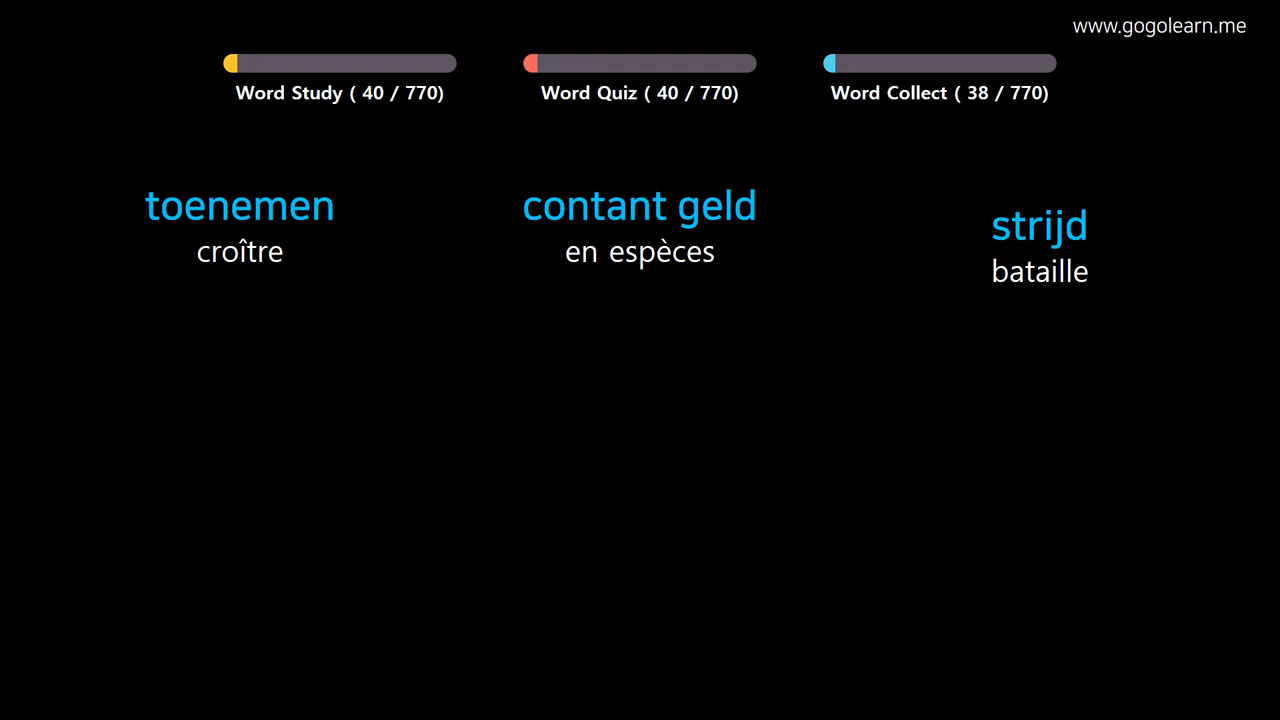 www.gogolearn.me
Word Study ( 40 / 770)
Word Quiz ( 40 / 770)
Word Collect ( 38 / 770)
toenemen
croître
contant geld
en espèces
strijd
bataille